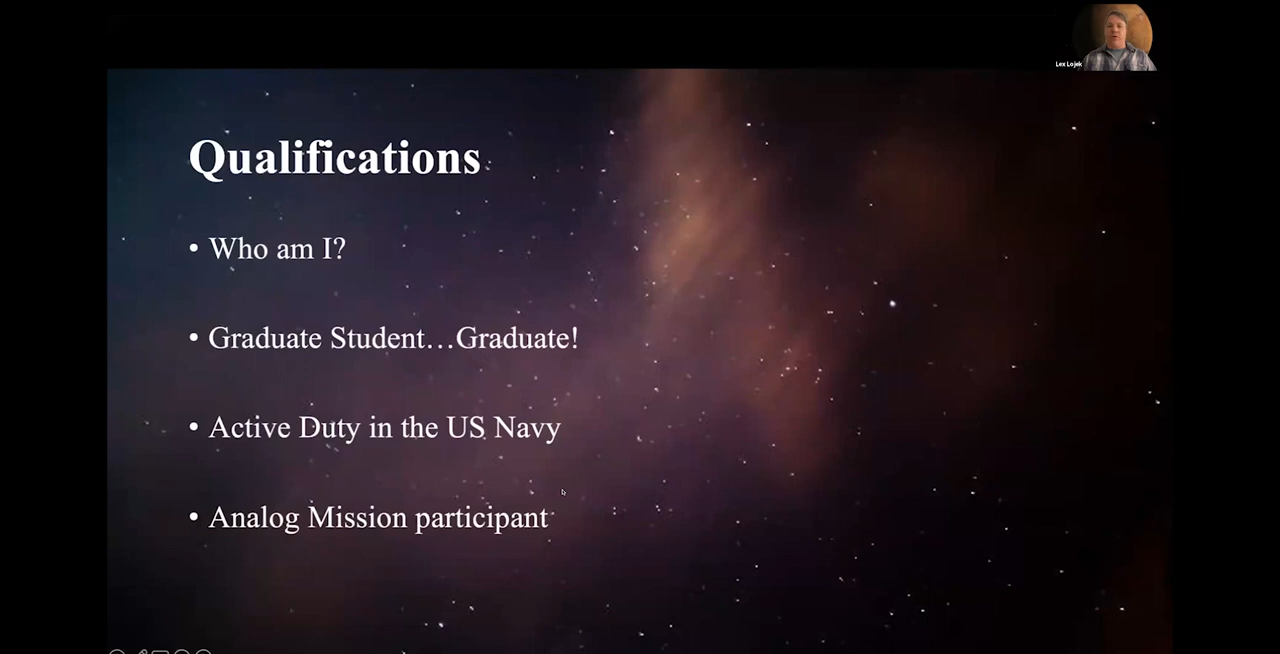 Lex Lojek
Qualifications
• Who am I?
• Graduate Student…Graduate!
• Active Duty in the US Navy
• Analog Mission participant